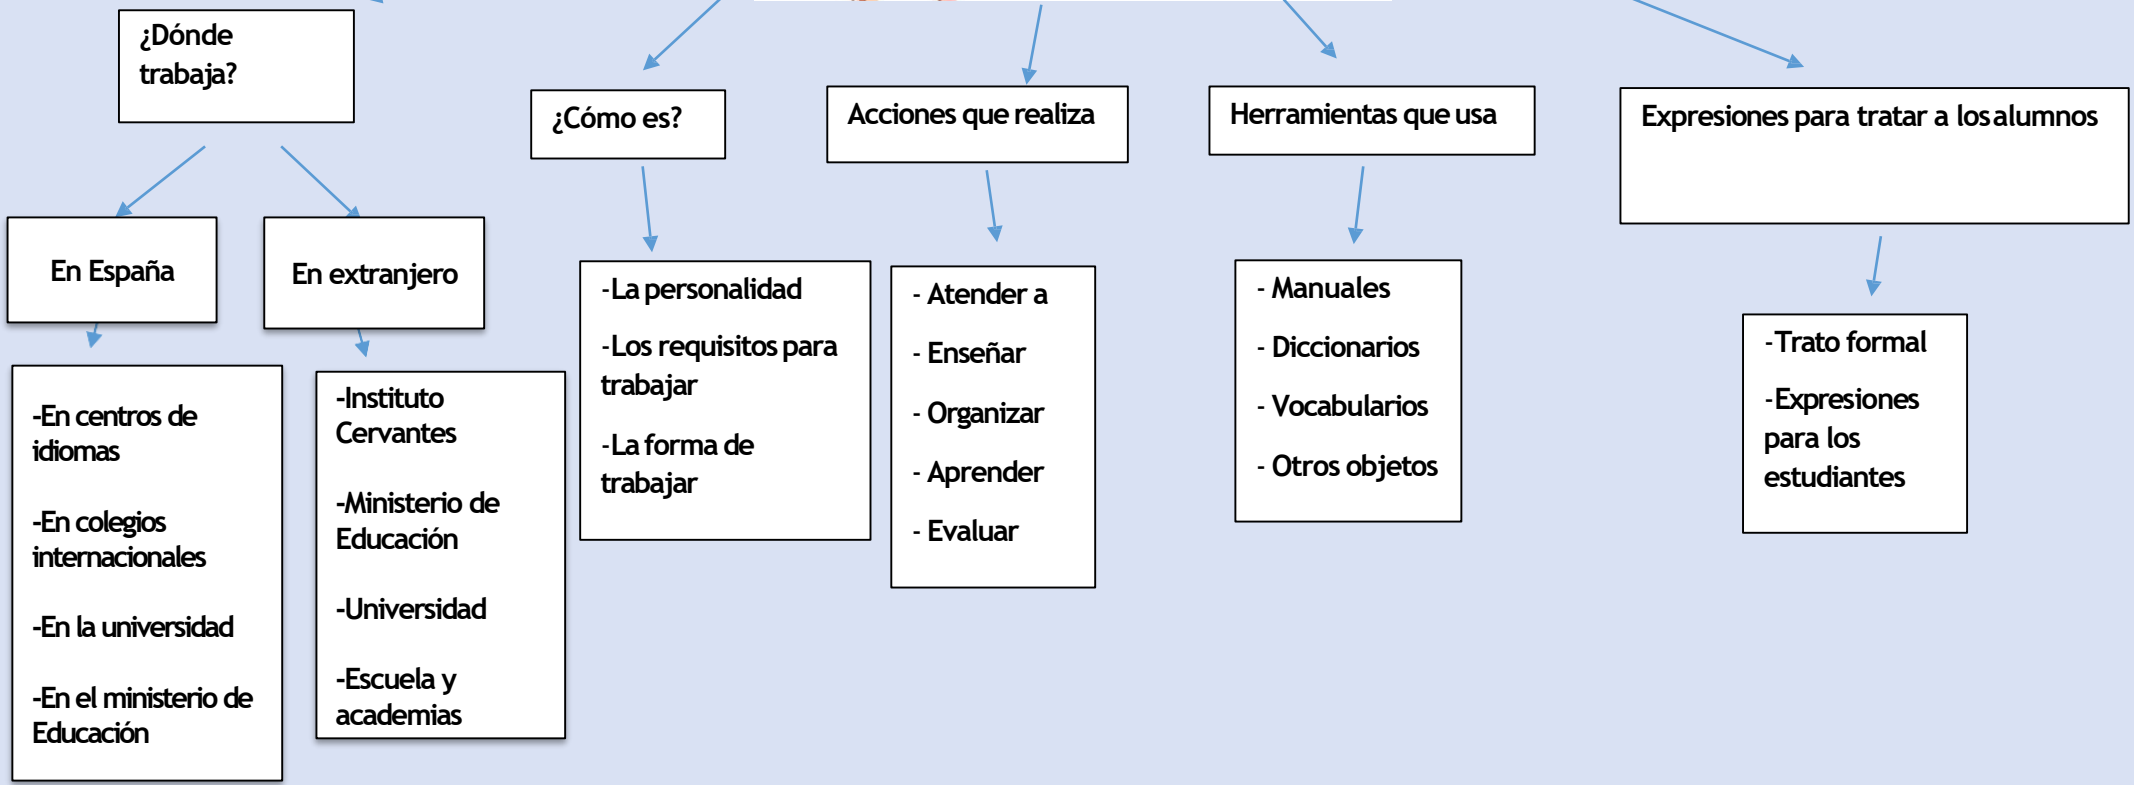 ¿Dónde
trabaja?
¿Cómo es?
Acciones que realiza
Herramientas que usa
Expresiones para tratar a los alumnos
En España
En extranjero
-En centros de
idiomas
-En colegios
internacionales
-En la universidad
-En el ministerio de
Educación
-Instituto
Cervantes
-Ministerio de
Educación
-Universidad
-Escuela y
academias
-La personalidad
-Los requisitos para
trabajar
-La forma de
trabajar
- Atender a
- Enseñar
- Organizar
- Aprender
- Evaluar
- Manuales
- Diccionarios
- Vocabularios
- Otros objetos
-Trato formal
-Expresiones
para los
estudiantes